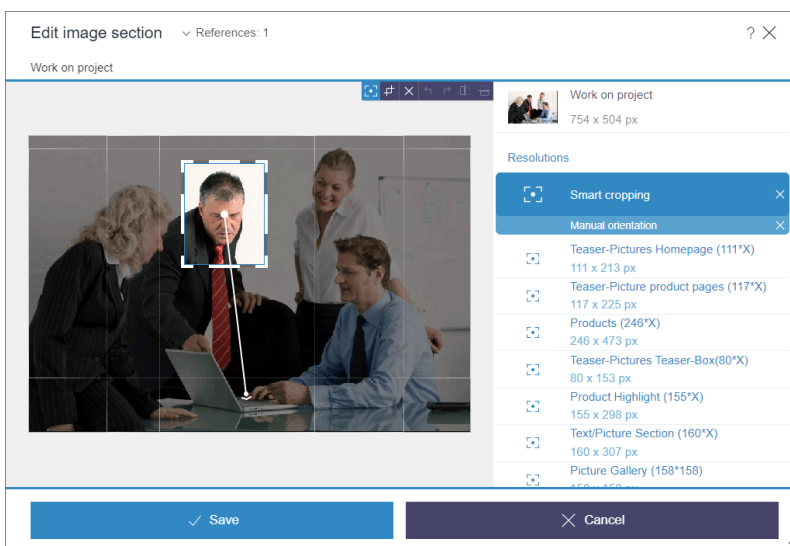 Edit image section
References: 1
?
Work on project
Work on project
754 x 504 px
Resolutions
Smart cropping
Manual orientation
Teaser-Pictures Homepage (111*X)
111 x 213 px
Teaser-Picture product pages (117*X)
117 x 225 px
Products (246*X)
246 x 473 px
Teaser-Pictures Teaser-Box(80*X)
80 x 153 px
Product Highlight (155*X)
155 x 298 px
Text/Picture Section (160*X)
160 x 307 px
Picture Gallery (158*158)
Save
Cancel